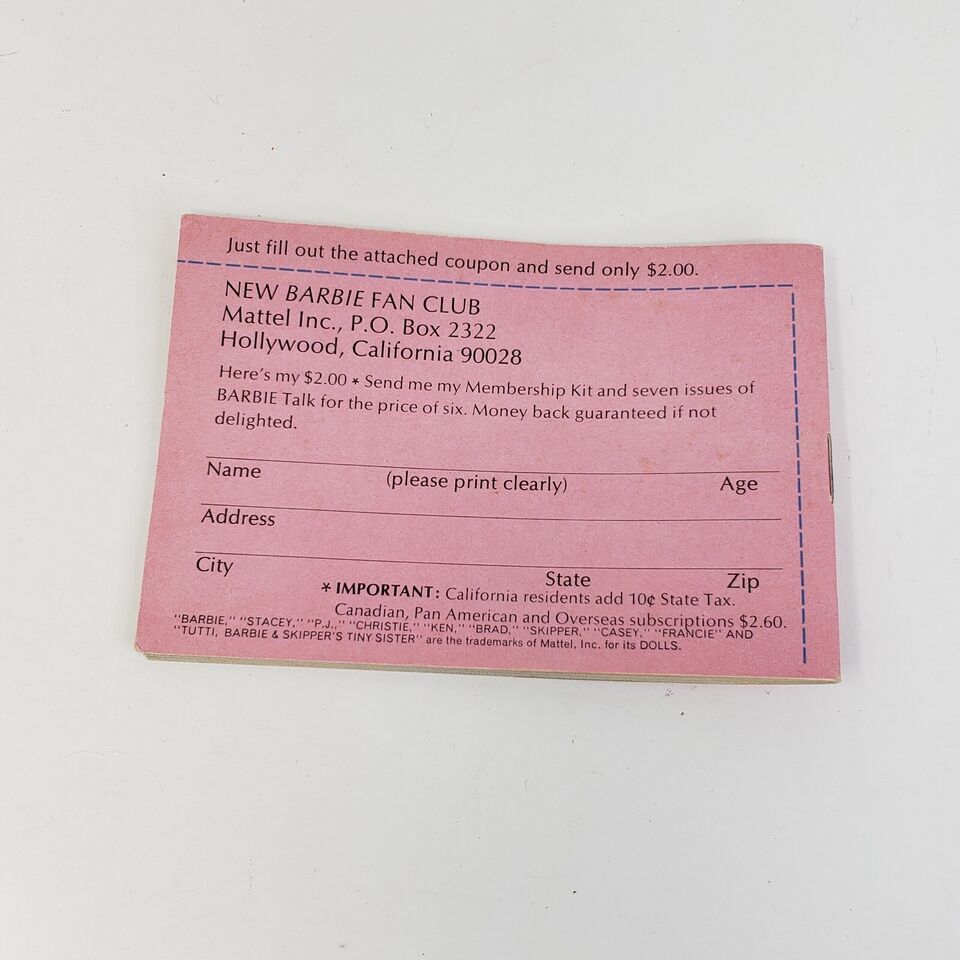 Just fill out the attached coupon and send only $2.00.
NEW BARBIE FAN CLUB
Mattel Inc., P.O. Box 2322
Hollywood, California 90028
Here's my $2.00 * Send me my Membership Kit and seven issues of
BARBIE Talk for the price of six. Money back guaranteed if not
delighted.
Name (please print clearly) Age
Address
City State Zip
* IMPORTANT: California residents add 10¢ State Tax.
Canadian, Pan American and Overseas subscriptions $2.60.
"BARBIE," "STACEY," "P.J.," "CHRISTIE," "KEN," "BRAD," "SKIPPER," "CASEY," "FRANCIE" AND
"TUTTI, BARBIE & SKIPPER'S TINY SISTER" are the trademarks of Mattel, Inc. for its DOLLS.